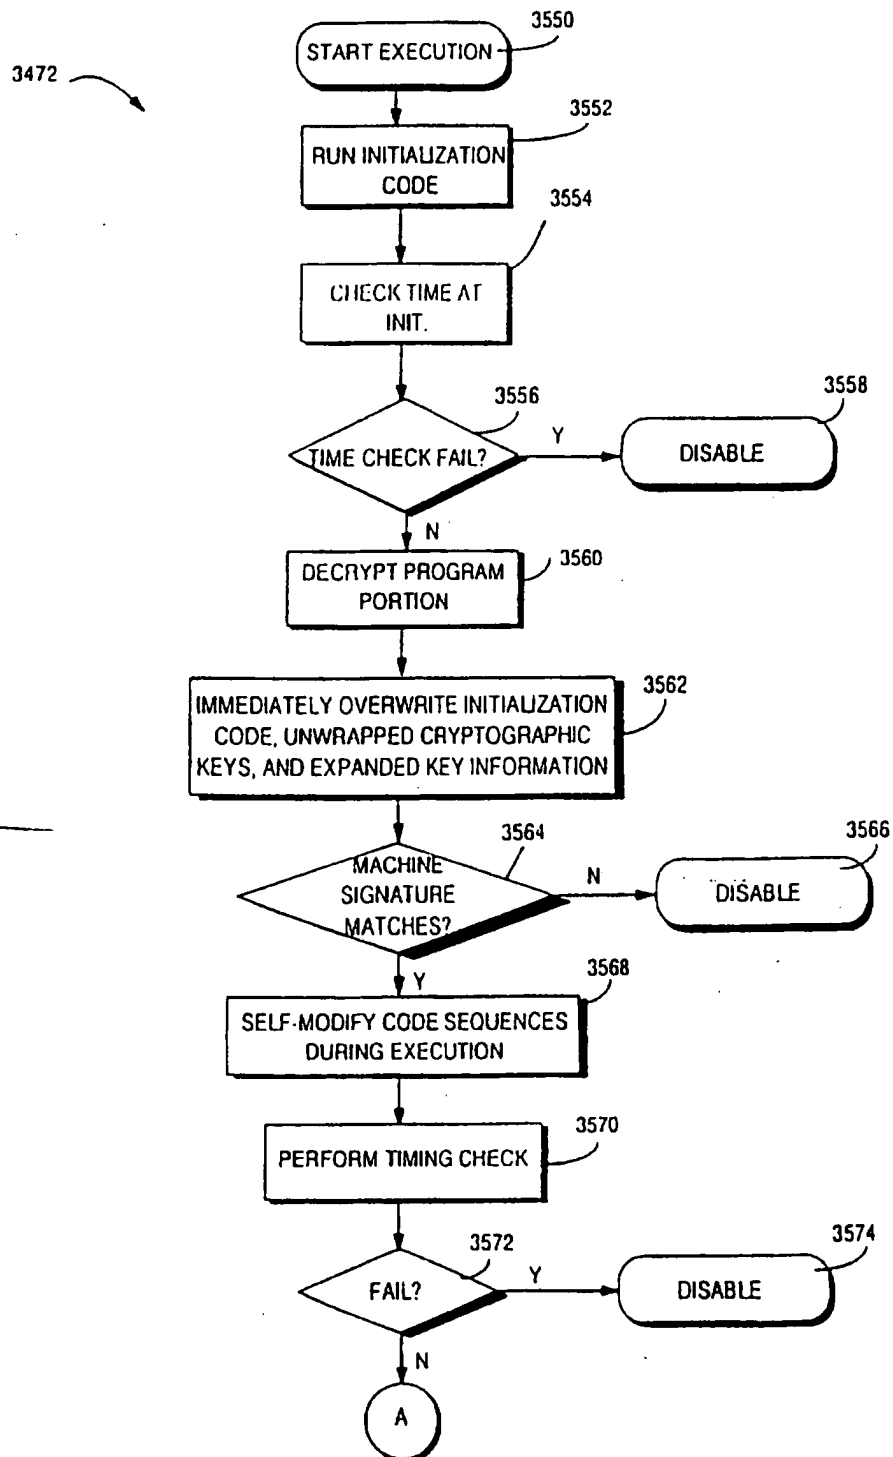 3550
START EXECUTION
3472
3552
RUN INITIALIZATION
CODE
3554
CHECK TIME AT
INIT.
3556
3558
TIME CHECK FAIL?
Y
DISABLE
N
3560
DECRYPT PROGRAM
PORTION
3562
IMMEDIATELY OVERWRITE INITIALIZATION
CODE, UNWRAPPED CRYPTOGRAPHIC
KEYS, AND EXPANDED KEY INFORMATION
3564
3566
MACHINE
SIGNATURE
MATCHES?
N
DISABLE
Y
3568
SELF-MODIFY CODE SEQUENCES
DURING EXECUTION
3570
PERFORM TIMING CHECK
3572
3574
FAIL?
Y
DISABLE
N
A